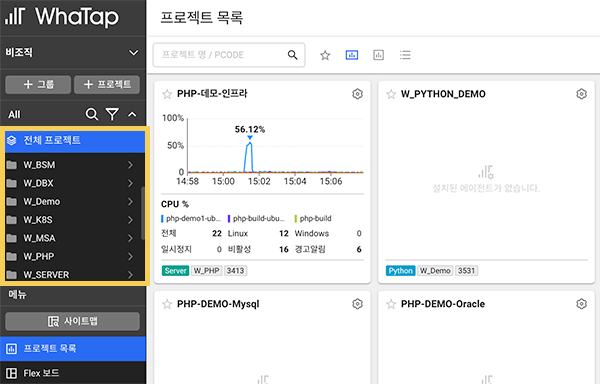 WhaTap
비조직
+ 그룹
+ 프로젝트
All
전체 프로젝트
W_BSM
W_DBX
W_Demo
W_K8S
W_MSA
W_PHP
W_SERVER
메뉴
사이트맵
프로젝트 목록
Flex 보드
프로젝트 목록
프로젝트 명 / PCODE
PHP-데모-인프라
100%
56.12%
50%
0
14:58 15:00 15:02 15:04 15:06
CPU %
php-demo1-ub... php-build-ubu... php-build
전체 22 Linux 12 Windows 0
일시정지 0 비활성 16 경고알림 6
Server W_PHP 3413
W_PYTHON_DEMO
설치된 에이전트가 없습니다.
Python W_Demo 3531
PHP-DEMO-Mysql
PHP-DEMO-Oracle